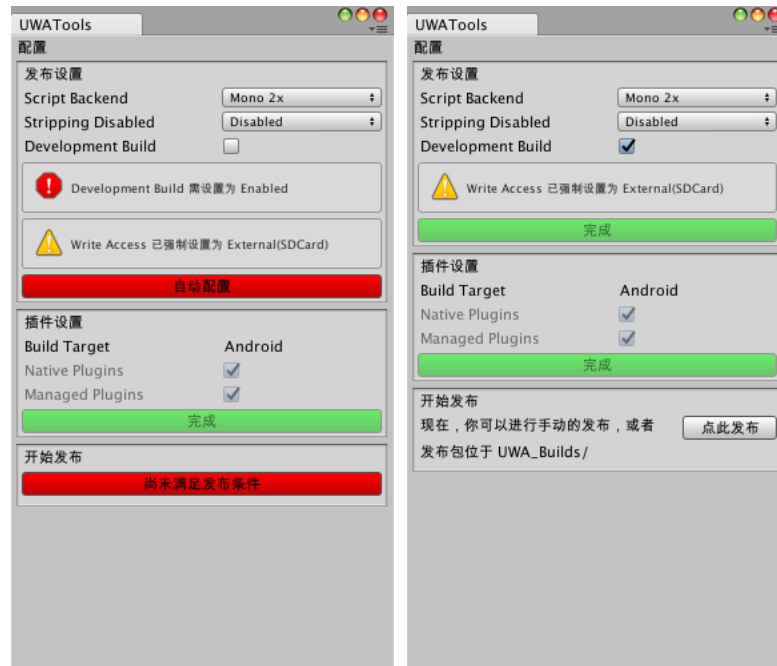 UWATools
配置
发布设置
Script Backend Mono 2x
Stripping Disabled Disabled
Development Build
Development Build 需设置为 Enabled
Write Access 已强制设置为 External(SDCard)
自动配置
插件设置
Build Target Android
Native Plugins
Managed Plugins
完成
开始发布
尚未满足发布条件
UWATools
配置
发布设置
Script Backend Mono 2x
Stripping Disabled Disabled
Development Build
Write Access 已强制设置为 External(SDCard)
完成
插件设置
Build Target Android
Native Plugins
Managed Plugins
完成
开始发布
现在，你可以进行手动的发布，或者 点此发布
发布包位于 UWA_Builds/